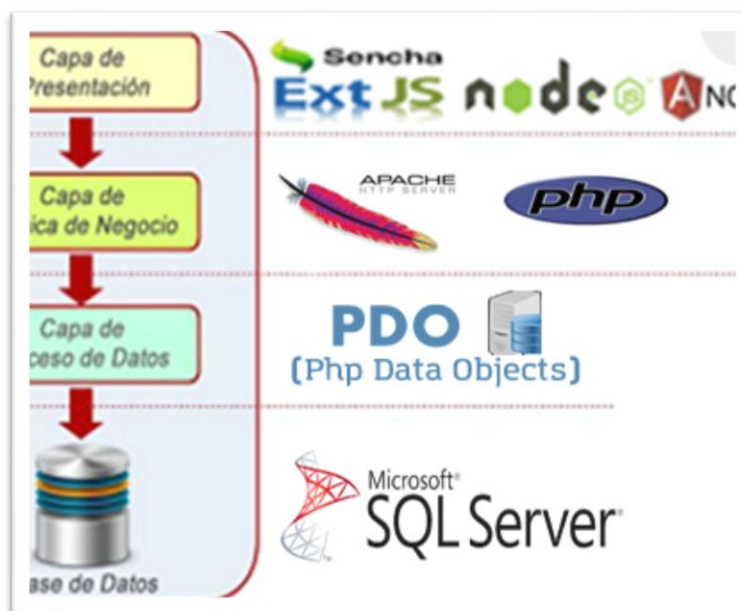 Capa de
Presentación
Sencha
Ext JS
node
JS
A
Capa de
ica de Negocio
APACHE
HTTP SERVER
php
Capa de
ceso de Datos
PDO
(Php Data Objects)
Microsoft®
SQL Server®
ase de Datos